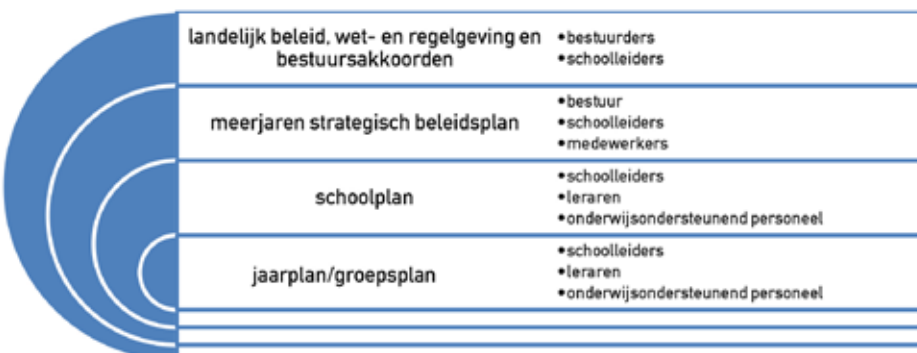 landelijk beleid, wet- en regelgeving en
bestuursakkoorden
•bestuurders
•schoolleiders
meerjaren strategisch beleidsplan
•bestuur
•schoolleiders
•medewerkers
schoolplan
•schoolleiders
•leraren
•onderwijsondersteunend personeel
jaarplan/groepsplan
•schoolleiders
•leraren
•onderwijsondersteunend personeel